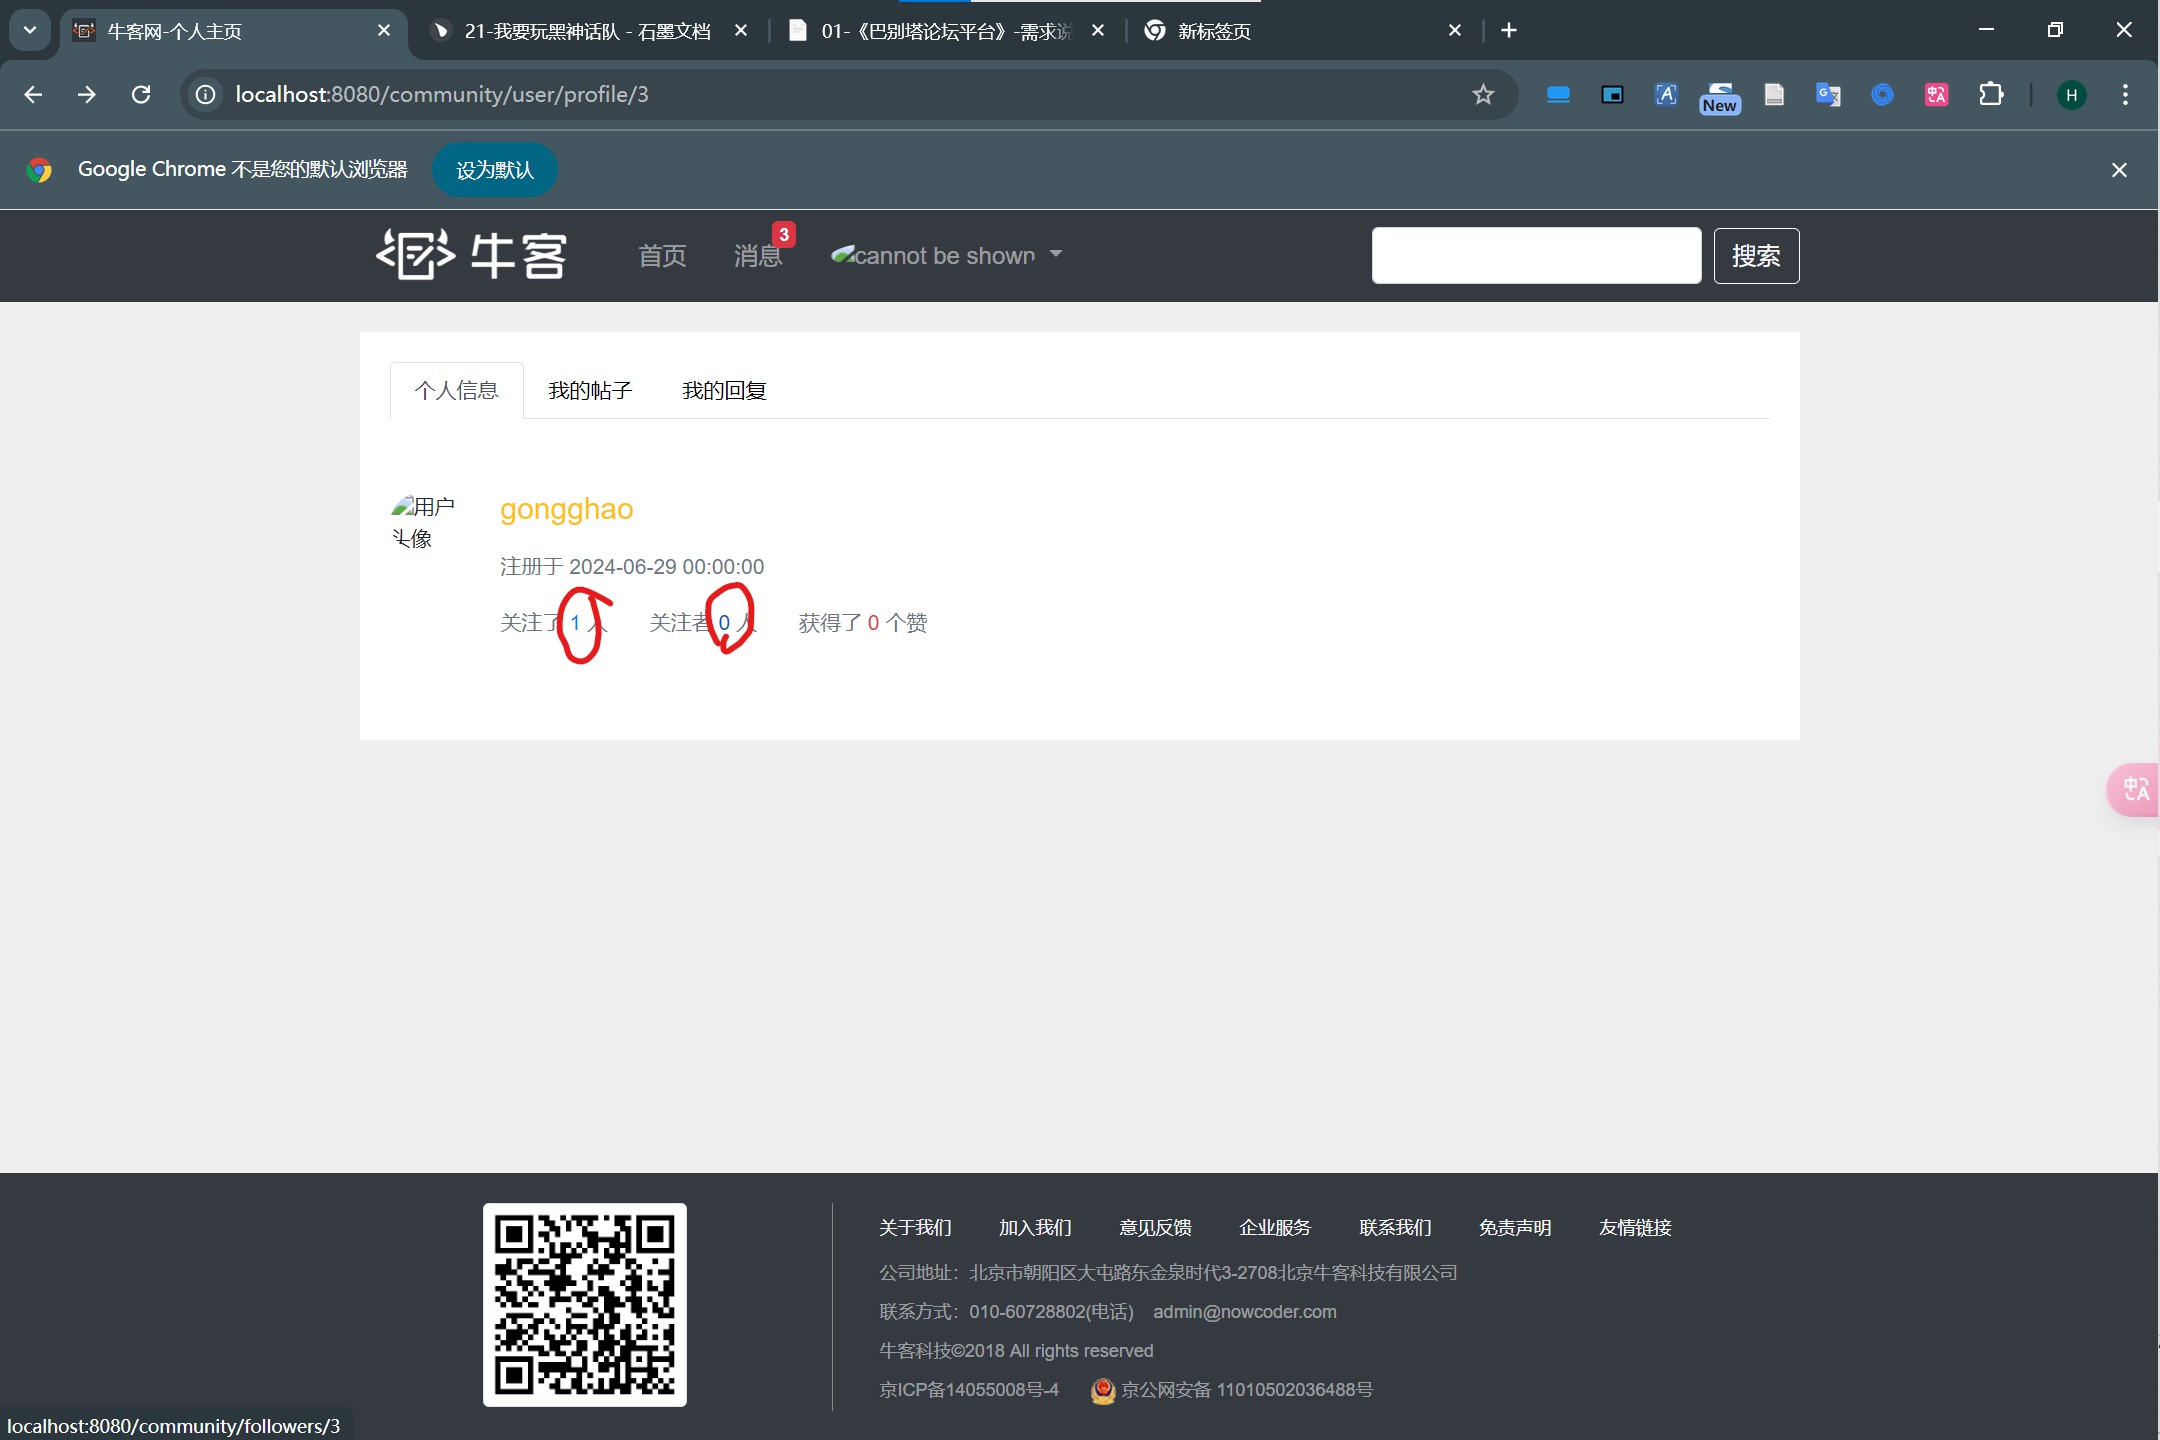 牛客网-个人主页
21-我要玩黑神话队 - 石墨文档
01-《巴别塔论坛平台》-需求说
新标签页
localhost:8080/community/user/profile/3
New
H
Google Chrome 不是您的默认浏览器
设为默认
牛客
首页
消息
3
cannot be shown
搜索
个人信息
我的帖子
我的回复
用户头像
gongghao
注册于 2024-06-29 00:00:00
关注了 1 人
关注者 0 人
获得了 0 个赞
关于我们
加入我们
意见反馈
企业服务
联系我们
免责声明
友情链接
公司地址：北京市朝阳区大屯路东金泉时代3-2708北京牛客科技有限公司
联系方式：010-60728802(电话) admin@nowcoder.com
牛客科技©2018 All rights reserved
京ICP备14055008号-4
京公网安备 11010502036488号
localhost:8080/community/followers/3